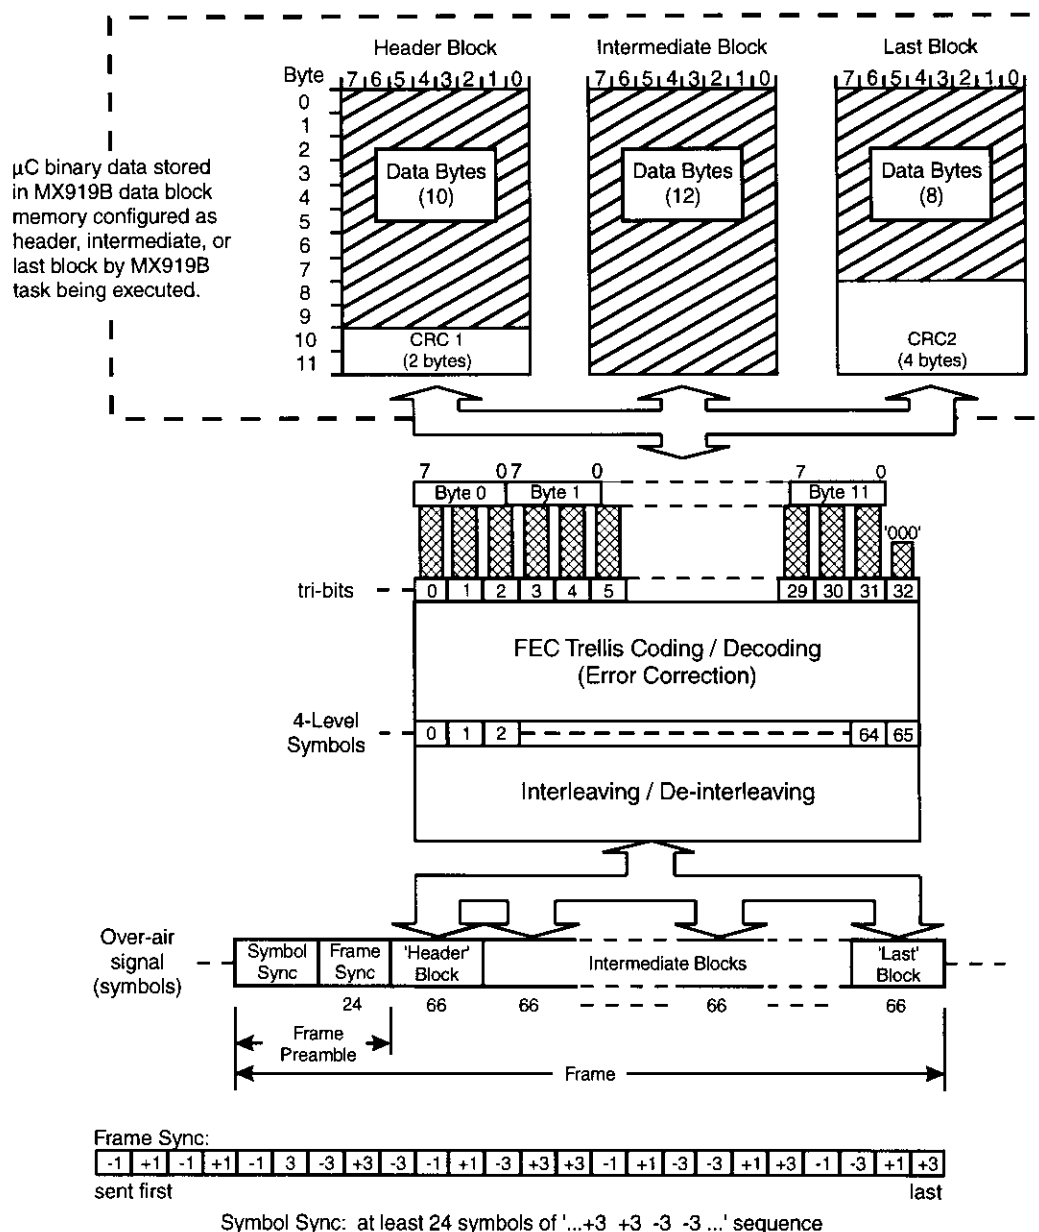 Header Block Intermediate Block Last Block
Byte 7 6 5 4 3 2 1 0 7 6 5 4 3 2 1 0 7 6 5 4 3 2 1 0
0
1
2
3
4
5
6
7
8
9
10
11
µC binary data stored
in MX919B data block
memory configured as
header, intermediate, or
last block by MX919B
task being executed.
Data Bytes
(10)
Data Bytes
(12)
Data Bytes
(8)
CRC 1
(2 bytes)
CRC2
(4 bytes)
7 0 7 0 7 0
Byte 0 Byte 1 Byte 11
'000'
tri-bits 0 1 2 3 4 5 29 30 31 32
FEC Trellis Coding / Decoding
(Error Correction)
4-Level
Symbols
0 1 2 64 65
Interleaving / De-interleaving
Over-air
signal
(symbols)
Symbol
Sync
Frame
Sync
'Header'
Block
Intermediate Blocks
'Last'
Block
24 66 66 66 66
Frame
Preamble
Frame
Frame Sync:
-1 +1 -1 +1 -1 3 -3 +3 -3 -1 +1 -3 +3 +3 -1 +1 -3 -3 +1 +3 -1 -3 +1 +3
sent first last
Symbol Sync: at least 24 symbols of '...+3 +3 -3 -3 ...' sequence